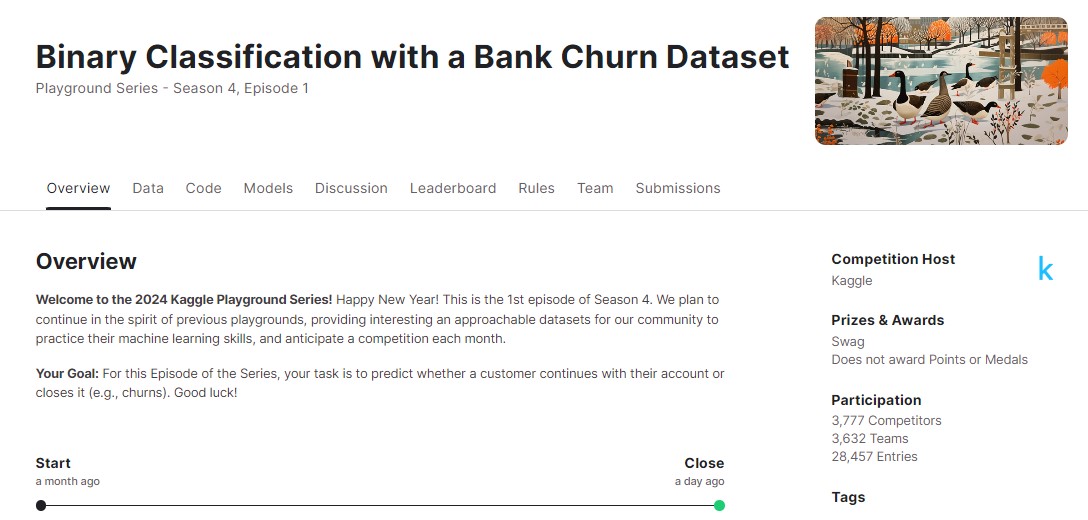 Binary Classification with a Bank Churn Dataset
Playground Series - Season 4, Episode 1
Overview Data Code Models Discussion Leaderboard Rules Team Submissions
Overview
Welcome to the 2024 Kaggle Playground Series! Happy New Year! This is the 1st episode of Season 4. We plan to
continue in the spirit of previous playgrounds, providing interesting an approachable datasets for our community to
practice their machine learning skills, and anticipate a competition each month.
Your Goal: For this Episode of the Series, your task is to predict whether a customer continues with their account or
closes it (e.g., churns). Good luck!
Start
a month ago
Close
a day ago
Competition Host
Kaggle
k
Prizes & Awards
Swag
Does not award Points or Medals
Participation
3,777 Competitors
3,632 Teams
28,457 Entries
Tags